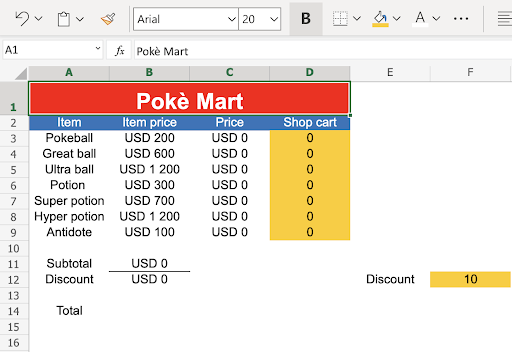 Arial 20 B A ...
A1 fx Pokè Mart
A B C D E F
1 Pokè Mart
2 Item Item price Price Shop cart
3 Pokeball USD 200 USD 0 0
4 Great ball USD 600 USD 0 0
5 Ultra ball USD 1 200 USD 0 0
6 Potion USD 300 USD 0 0
7 Super potion USD 700 USD 0 0
8 Hyper potion USD 1 200 USD 0 0
9 Antidote USD 100 USD 0 0
10
11 Subtotal USD 0
12 Discount USD 0 Discount 10
13
14 Total
15
16